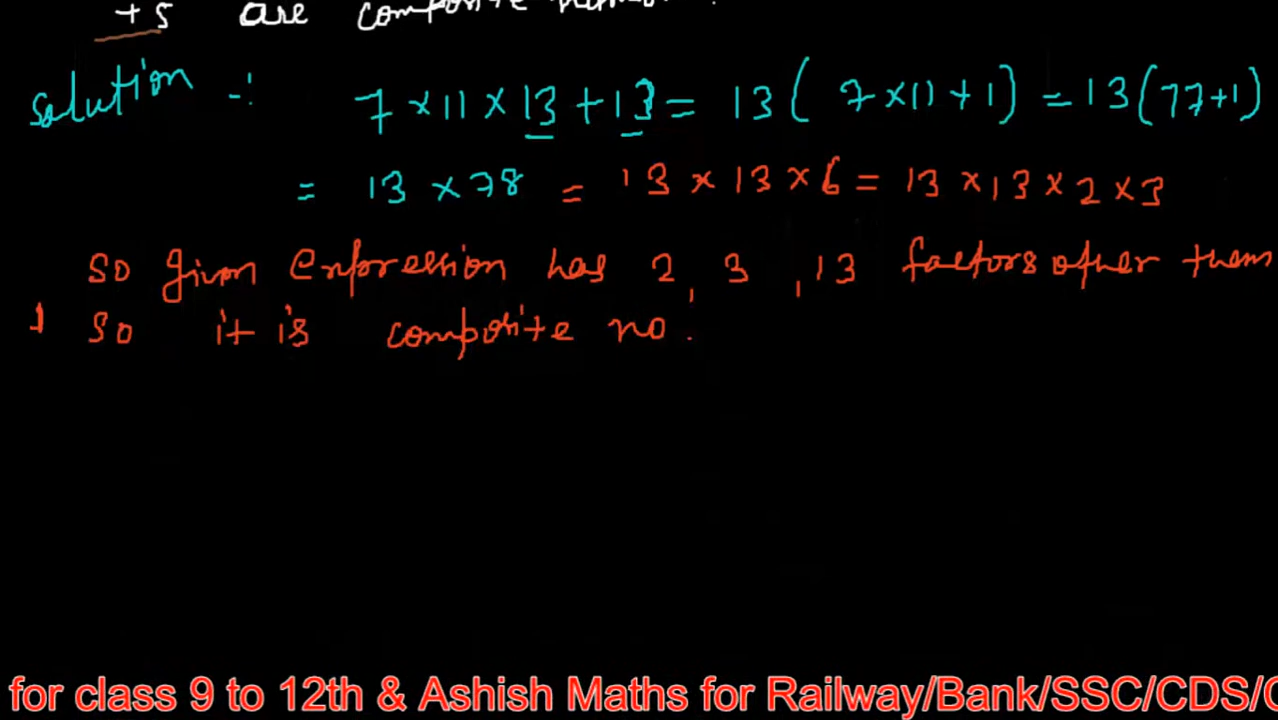 +5 are composite
solution :- 7 × 11 × 13 + 13 = 13 ( 7 × 11 + 1 ) = 13 ( 77 + 1 )
= 13 × 78 = 13 × 13 × 6 = 13 × 13 × 2 × 3
so given expression has 2, 3, 13 factors other them
1 so it is composite no.
for class 9 to 12th & Ashish Maths for Railway/Bank/SSC/CDS/